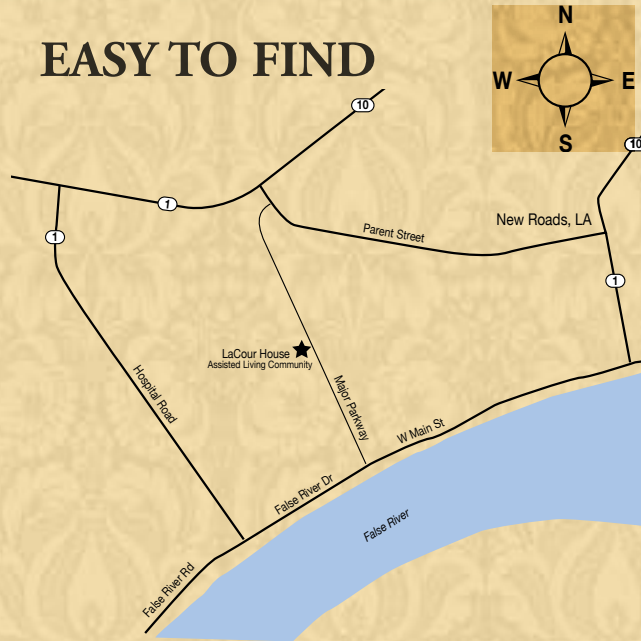 EASY TO FIND
N
W E
S
10
10
1
New Roads, LA
Parent Street
1
1
LaCour House
Assisted Living Community
Hospital Road
Major Parkway
W Main St
False River Dr
False River
False River Rd